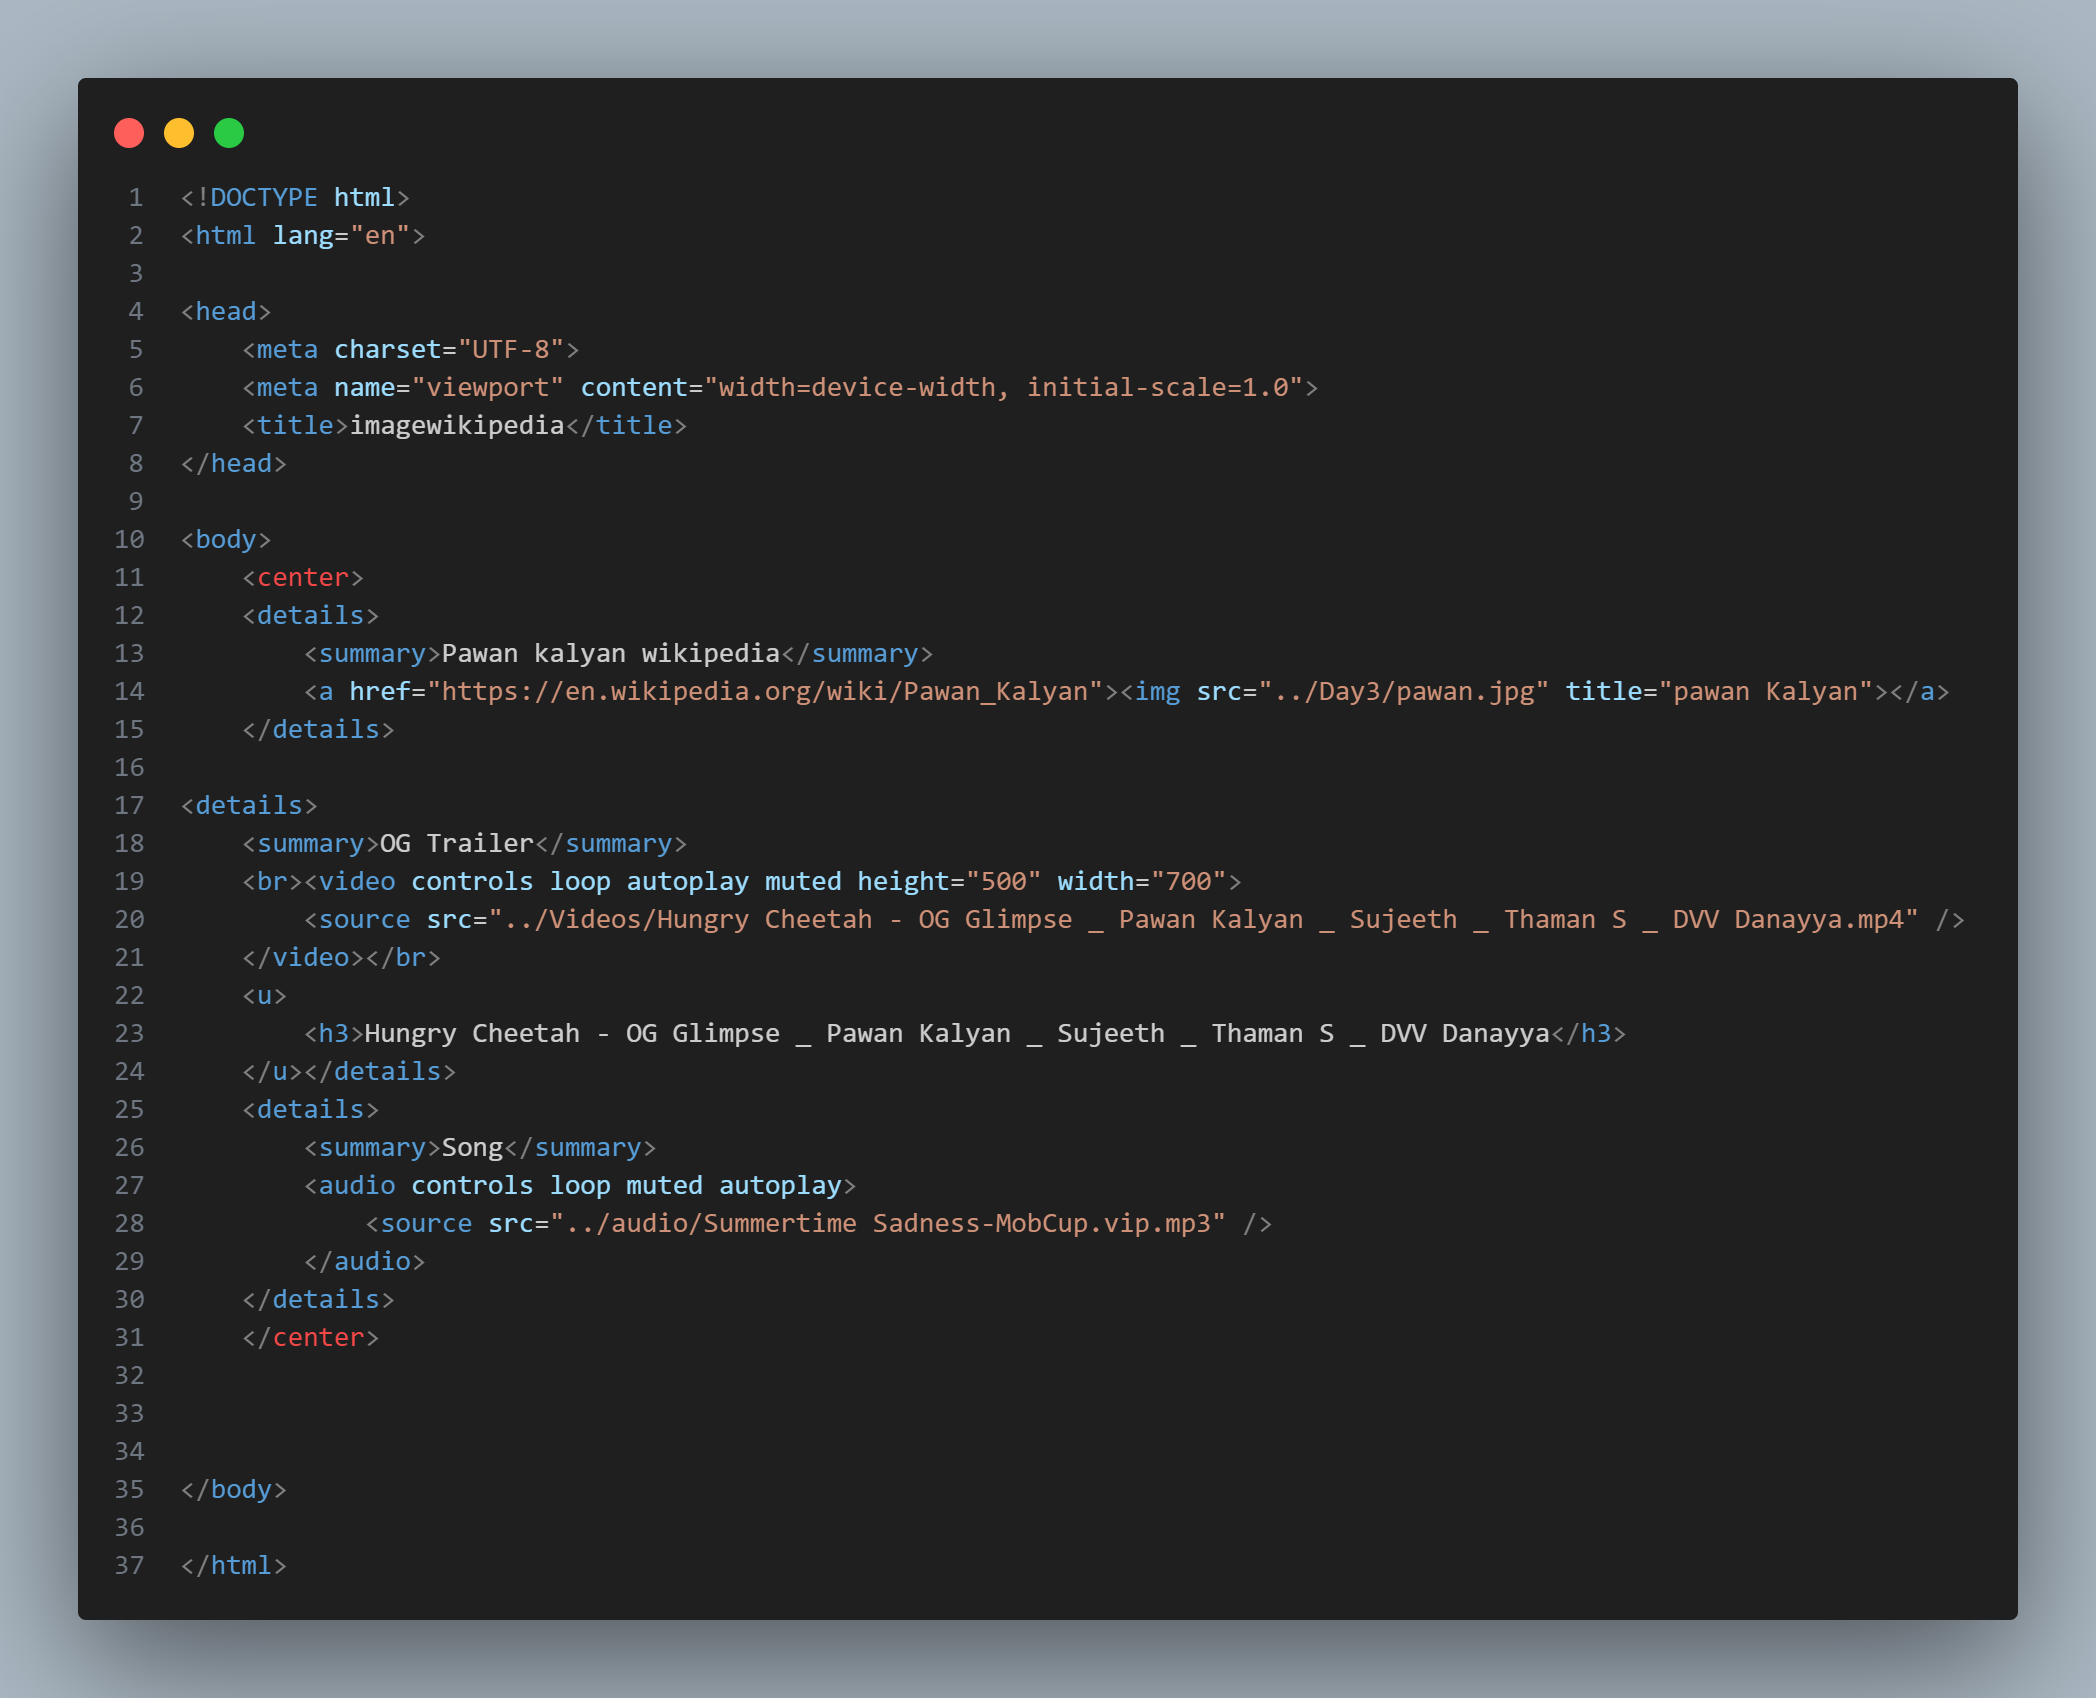 1 <!DOCTYPE html>
2 <html lang="en">
3
4 <head>
5     <meta charset="UTF-8">
6     <meta name="viewport" content="width=device-width, initial-scale=1.0">
7     <title>imagewikipedia</title>
8 </head>
9
10 <body>
11     <center>
12     <details>
13         <summary>Pawan kalyan wikipedia</summary>
14         <a href="https://en.wikipedia.org/wiki/Pawan_Kalyan"><img src="../Day3/pawan.jpg" title="pawan Kalyan"></a>
15     </details>
16
17 <details>
18     <summary>OG Trailer</summary>
19     <br><video controls loop autoplay muted height="500" width="700">
20         <source src="../Videos/Hungry Cheetah - OG Glimpse _ Pawan Kalyan _ Sujeeth _ Thaman S _ DVV Danayya.mp4" />
21     </video></br>
22     <u>
23         <h3>Hungry Cheetah - OG Glimpse _ Pawan Kalyan _ Sujeeth _ Thaman S _ DVV Danayya</h3>
24     </u></details>
25     <details>
26         <summary>Song</summary>
27         <audio controls loop muted autoplay>
28             <source src="../audio/Summertime Sadness-MobCup.vip.mp3" />
29         </audio>
30     </details>
31     </center>
32
33
34
35 </body>
36
37 </html>